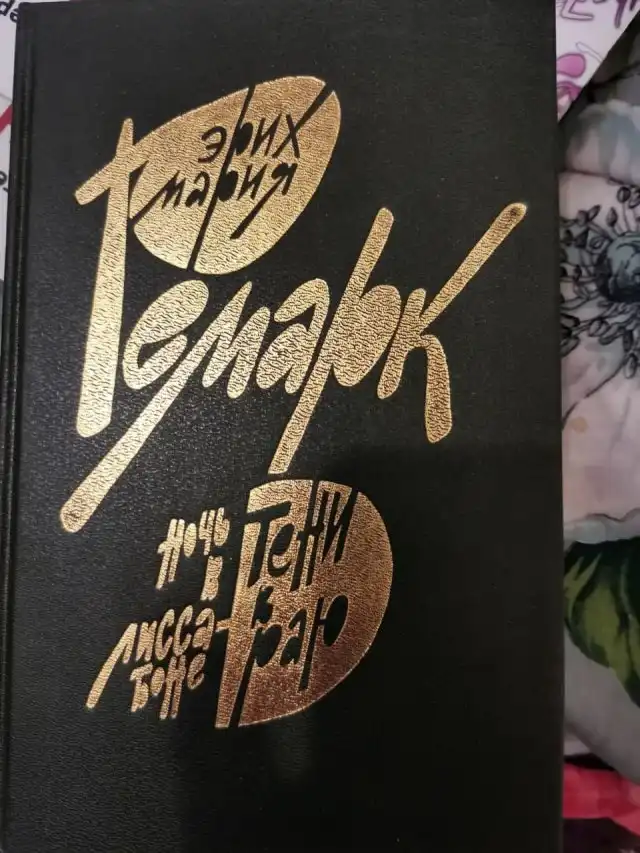 Эрих
Мария
Ремарк
Ночь
в
Лисса-
боне
Тени
в
раю